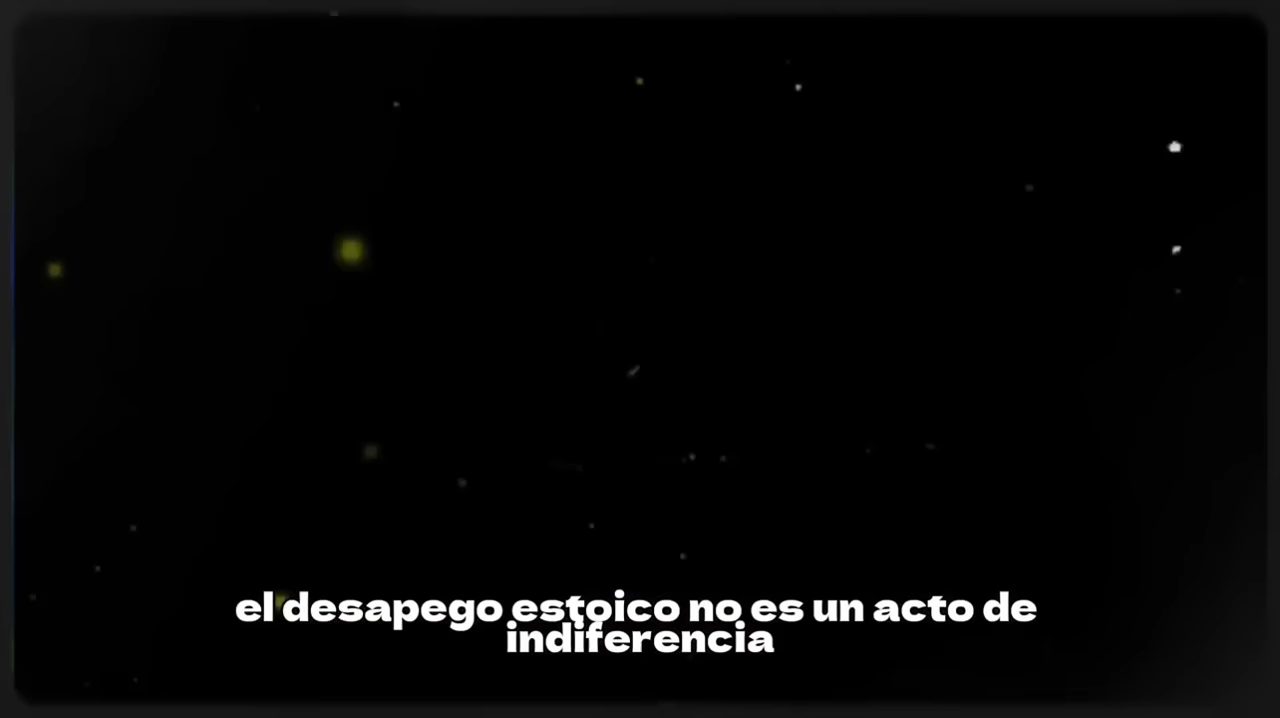 el desapego estoico no es un acto de
indiferencia